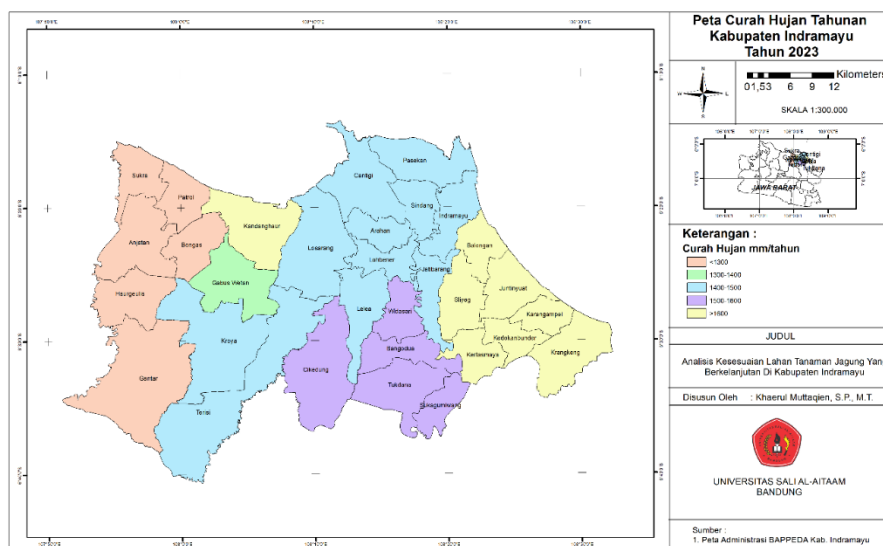 Peta Curah Hujan Tahunan
Kabupaten Indramayu
Tahun 2023
Kilometers
01,53 6 9 12
SKALA 1:300.000
JAWA BARAT
Keterangan :
Curah Hujan mm/tahun
<1300
1300-1400
1400-1500
1500-1600
>1600
JUDUL
Analisis Kesesuaian Lahan Tanaman Jagung Yan
Berkelanjutan Di Kabupaten Indramayu
Disusun Oleh : Khaerul Muttaqien, S.P., M.T.
UNIVERSITAS SALI AL-AITAAM
BANDUNG
Sumber :
1. Peta Administrasi BAPPEDA Kab. Indramayu
Sukra
Patrol
Anjatan
Bongas
Kandanghaur
Haurgeulis
Gabus Wetan
Gantar
Kroya
Terisi
Losarang
Cantigi
Pasekan
Sindang
Indramayu
Arahan
Lohbener
Jatibarang
Balongan
Lelea
Widasari
Sliyeg
Juntinyuat
Karangampel
Kedokanbunder
Krangkeng
Kertasmaya
Bangodua
Cikedung
Tukdana
Sukagumiwang